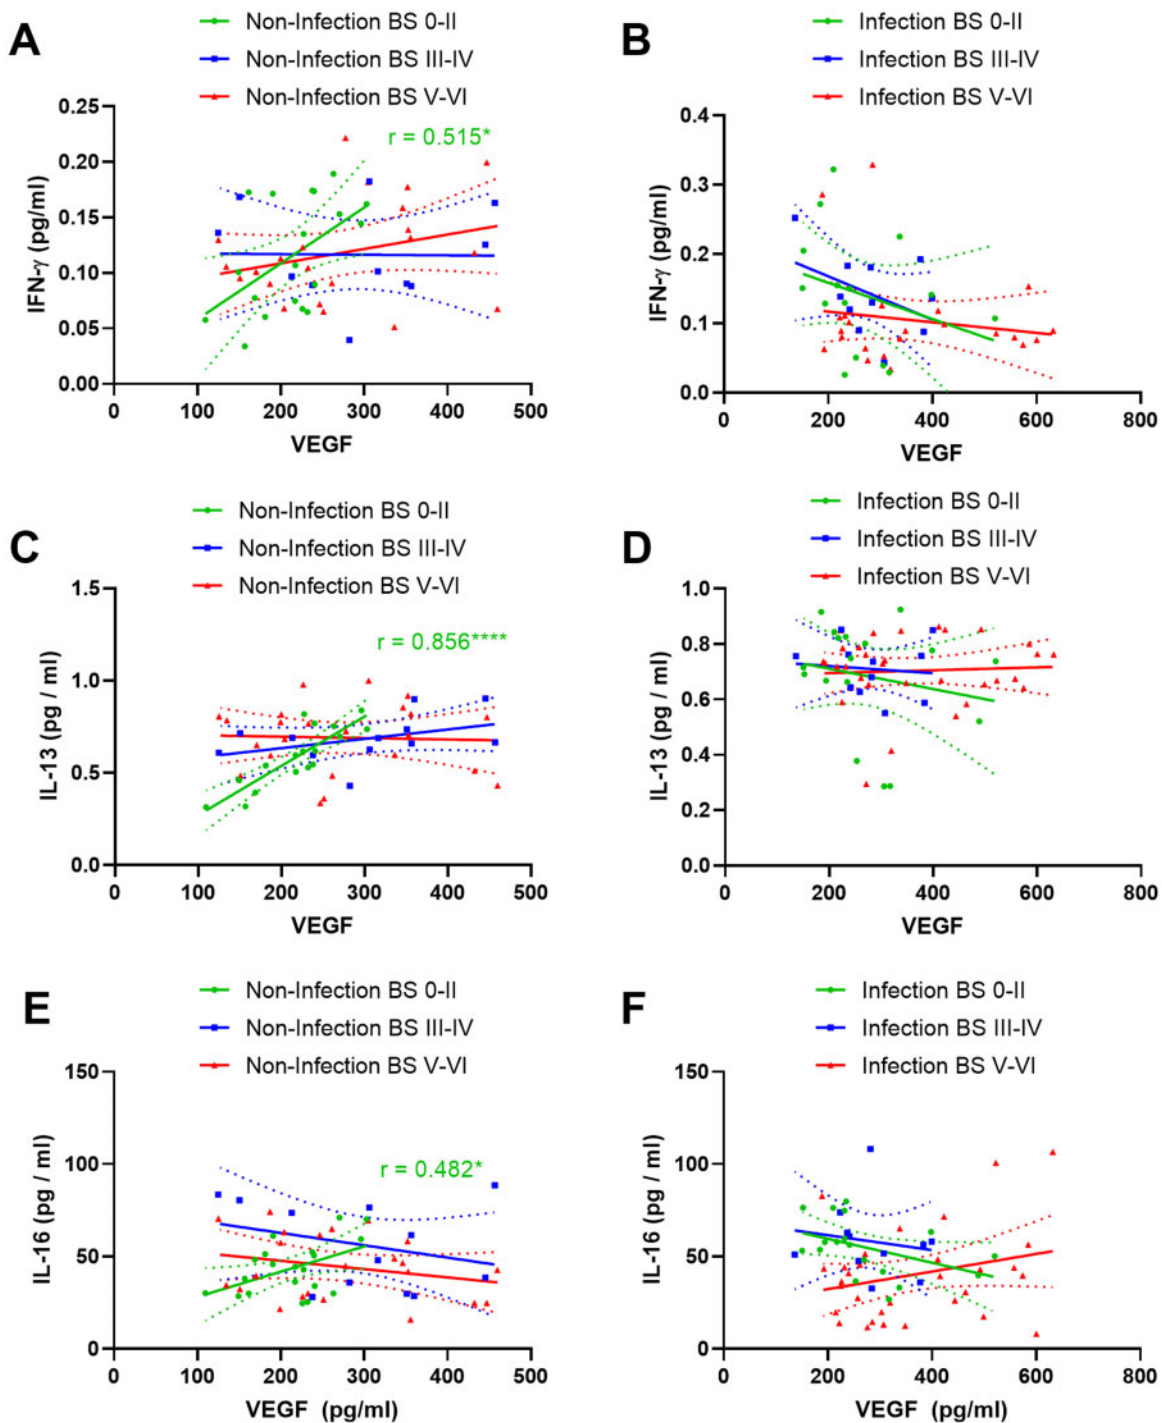 A
Non-Infection BS 0-II
Non-Infection BS III-IV
Non-Infection BS V-VI
r = 0.515*
IFN-γ (pg/ml)
0.25
0.20
0.15
0.10
0.05
0.00
0 100 200 300 400 500
VEGF
B
Infection BS 0-II
Infection BS III-IV
Infection BS V-VI
IFN-γ (pg/ml)
0.4
0.3
0.2
0.1
0.0
0 200 400 600 800
VEGF
C
Non-Infection BS 0-II
Non-Infection BS III-IV
Non-Infection BS V-VI
r = 0.856****
IL-13 (pg / ml)
1.5
1.0
0.5
0.0
0 100 200 300 400 500
VEGF
D
Infection BS 0-II
Infection BS III-IV
Infection BS V-VI
IL-13 (pg / ml)
1.0
0.8
0.6
0.4
0.2
0.0
0 200 400 600 800
VEGF
E
Non-Infection BS 0-II
Non-Infection BS III-IV
Non-Infection BS V-VI
r = 0.482*
IL-16 (pg / ml)
150
100
50
0
0 100 200 300 400 500
VEGF (pg/ml)
F
Infection BS 0-II
Infection BS III-IV
Infection BS V-VI
IL-16 (pg / ml)
150
100
50
0
0 200 400 600 800
VEGF (pg/ml)